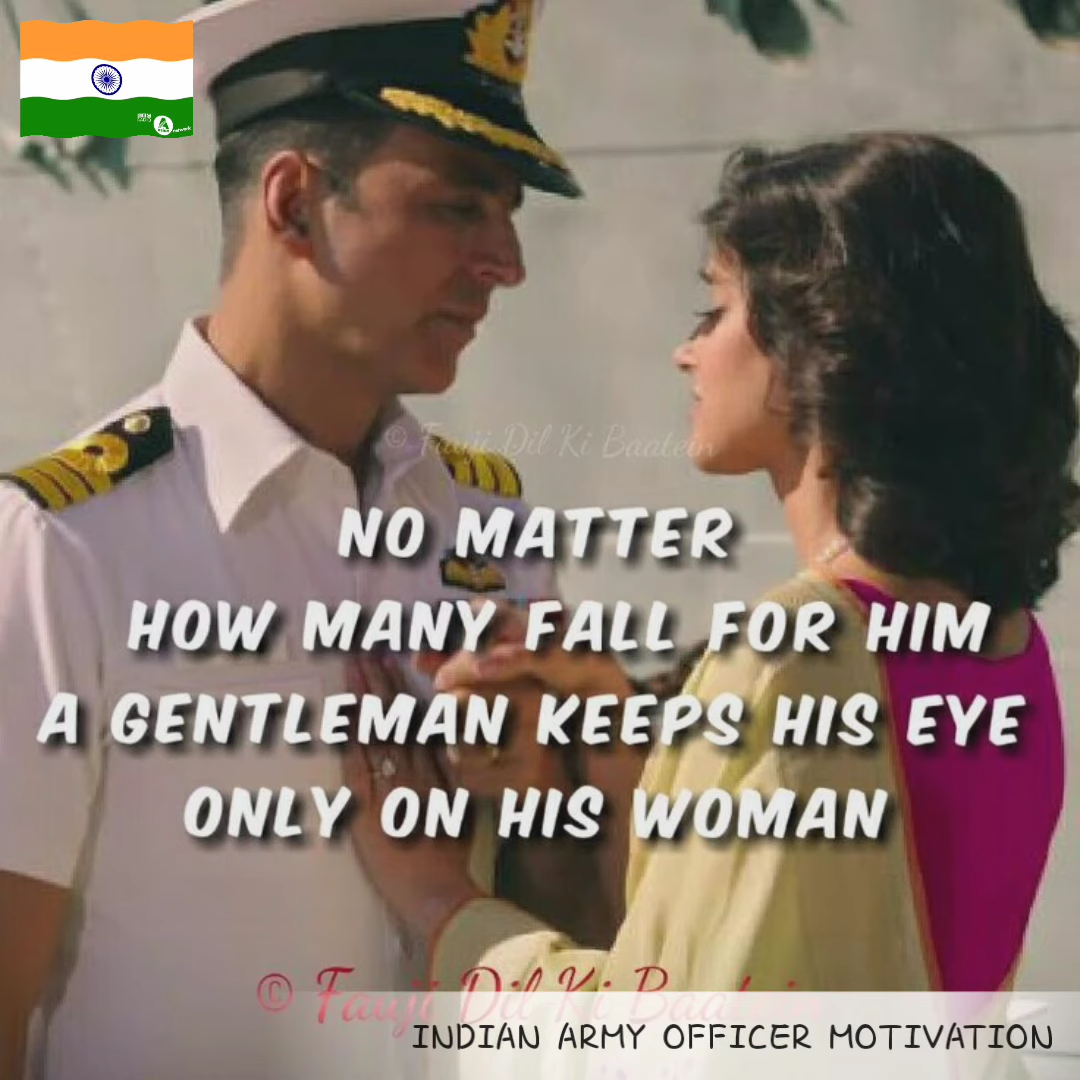 © Fauji Dil Ki Baatein
NO MATTER
HOW MANY FALL FOR HIM
A GENTLEMAN KEEPS HIS EYE
ONLY ON HIS WOMAN
© Fauji Dil Ki Baatein
INDIAN ARMY OFFICER MOTIVATION